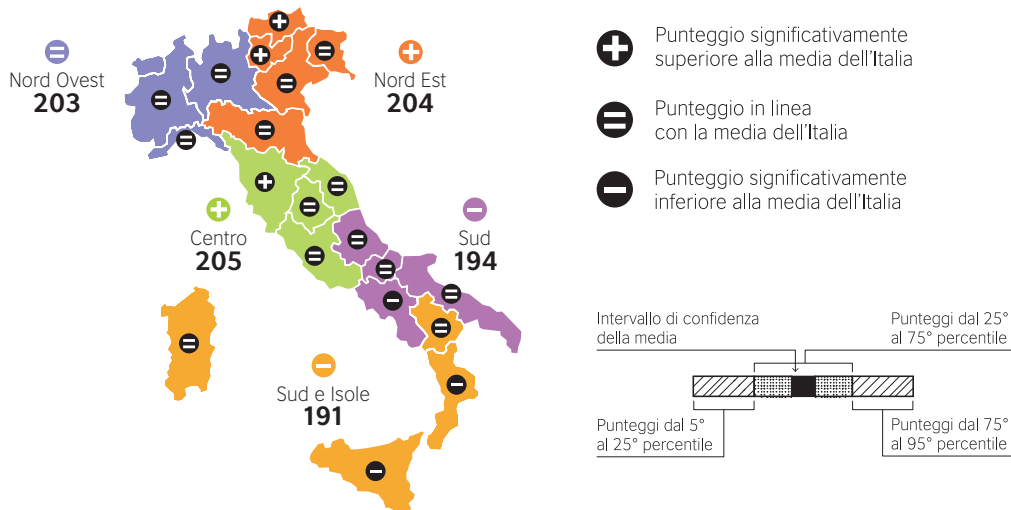 Nord Ovest
203
Nord Est
204
Centro
205
Sud
194
Sud e Isole
191
Punteggio significativamente
superiore alla media dell'Italia
Punteggio in linea
con la media dell'Italia
Punteggio significativamente
inferiore alla media dell'Italia
Intervallo di confidenza
della media
Punteggi dal 25°
al 75° percentile
Punteggi dal 5°
al 25° percentile
Punteggi dal 75°
al 95° percentile